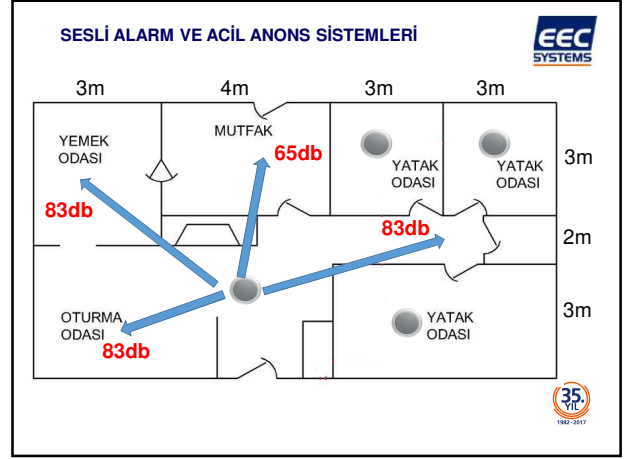 SESLİ ALARM VE ACİL ANONS SİSTEMLERİ
EEC
SYSTEMS
3m
4m
3m
3m
YEMEK
ODASI
MUTFAK
65db
YATAK
ODASI
YATAK
ODASI
3m
83db
83db
2m
OTURMA
ODASI
83db
YATAK
ODASI
3m
35.
YIL
1982-2017